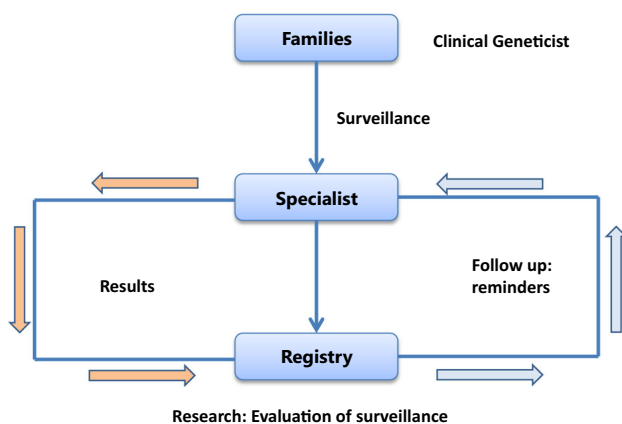 Families
Clinical Geneticist
Surveillance
Specialist
Results
Follow up:
reminders
Registry
Research: Evaluation of surveillance